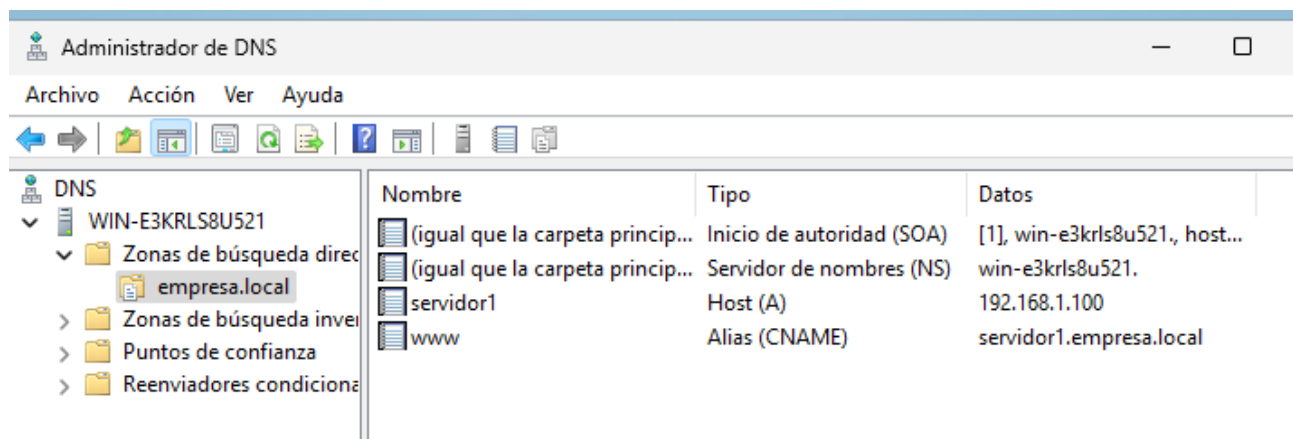 Administrador de DNS
Archivo Acción Ver Ayuda
DNS
WIN-E3KRLS8U521
Zonas de búsqueda direc
empresa.local
Zonas de búsqueda inver
Puntos de confianza
Reenviadores condiciona
Nombre Tipo Datos
(igual que la carpeta princip... Inicio de autoridad (SOA) [1], win-e3krls8u521., host...
(igual que la carpeta princip... Servidor de nombres (NS) win-e3krls8u521.
servidor1 Host (A) 192.168.1.100
www Alias (CNAME) servidor1.empresa.local